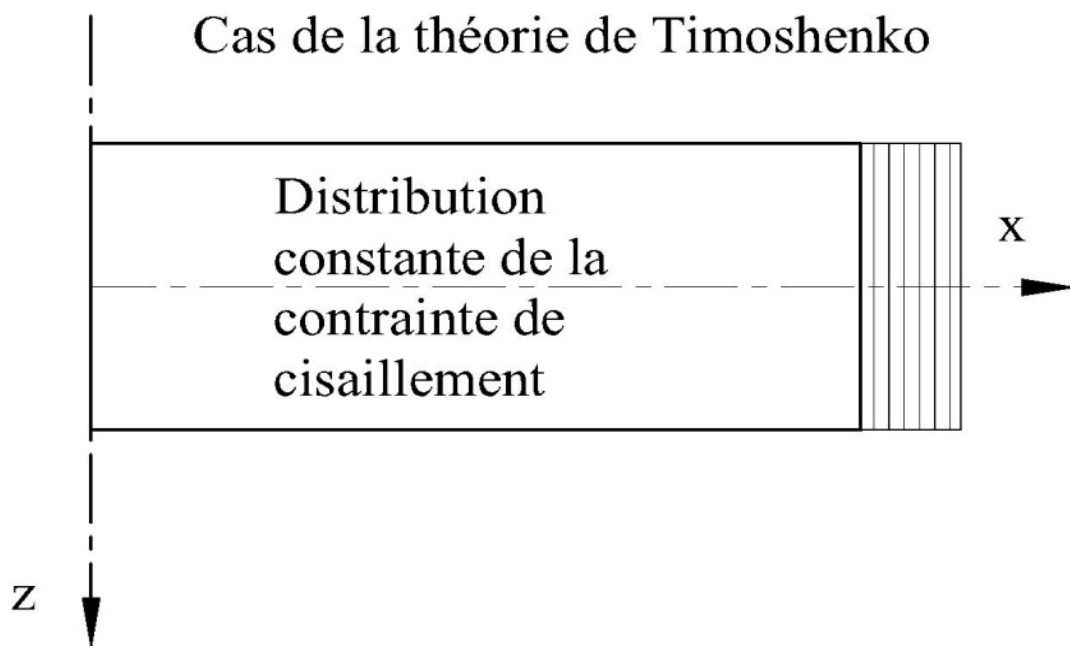 Cas de la théorie de Timoshenko
Distribution
constante de la
contrainte de
cisaillement
x
z